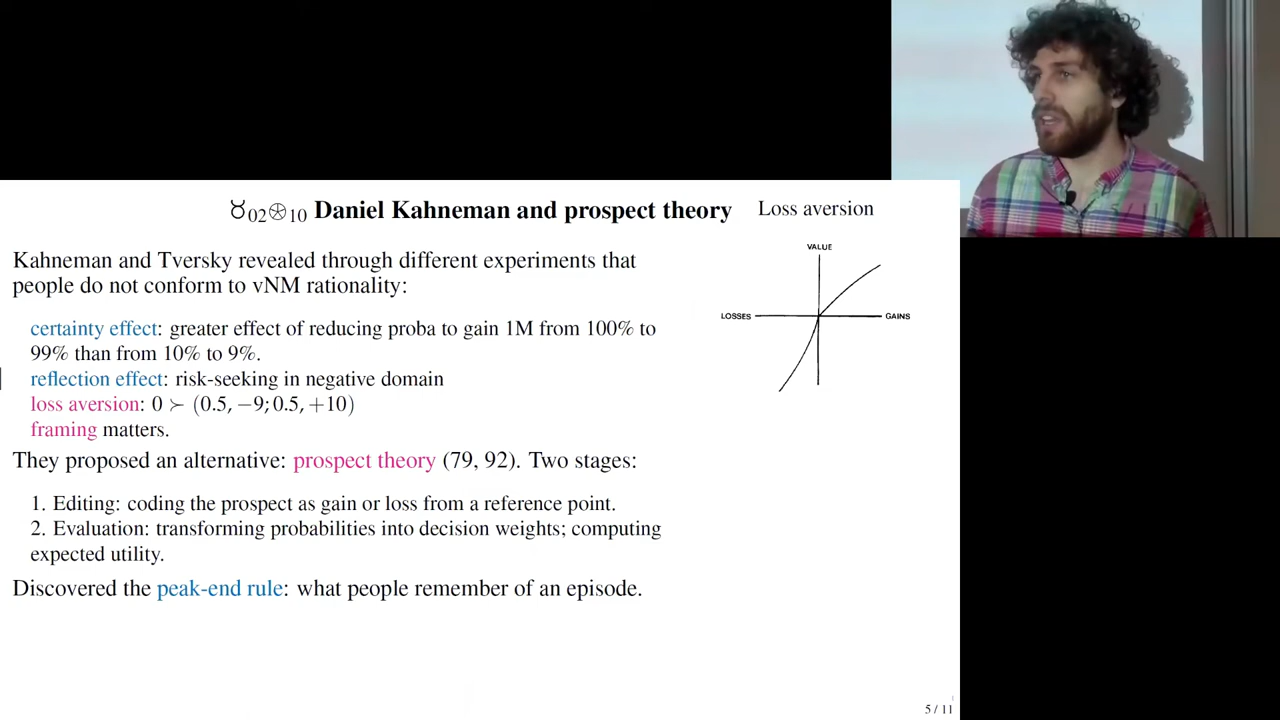 ♉02⊛10 Daniel Kahneman and prospect theory
Loss aversion
Kahneman and Tversky revealed through different experiments that
people do not conform to vNM rationality:
certainty effect: greater effect of reducing proba to gain 1M from 100% to
99% than from 10% to 9%.
reflection effect: risk-seeking in negative domain
loss aversion: 0 ≻ (0.5, −9; 0.5, +10)
framing matters.
They proposed an alternative: prospect theory (79, 92). Two stages:
1. Editing: coding the prospect as gain or loss from a reference point.
2. Evaluation: transforming probabilities into decision weights; computing
expected utility.
Discovered the peak-end rule: what people remember of an episode.
VALUE
LOSSES
GAINS
5 / 11